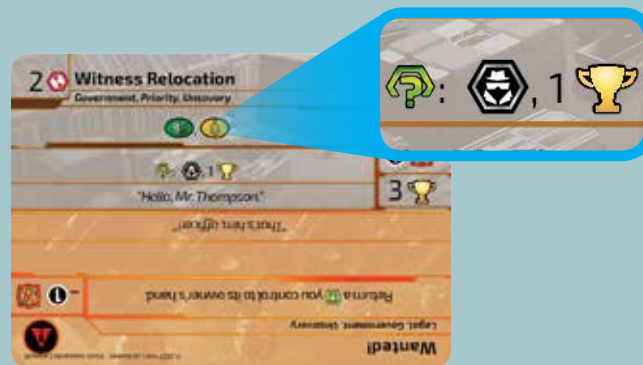 2 Witness Relocation
Government, Priority, Unsavory
: , 1
: , 1
"Hello, Mr. Thompson"
3
"That's him, officer!"
Return a you control to its owner's hand.
1 -
Legal, Government, Unsavory
Wanted!